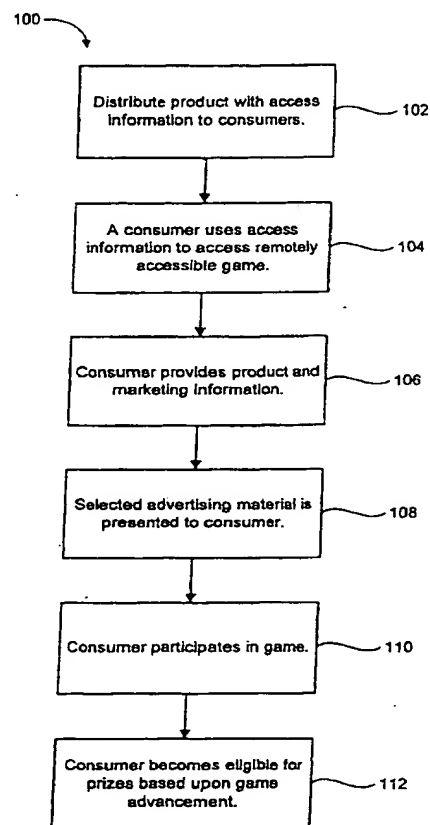 100
Distribute product with access
information to consumers.
102
A consumer uses access
information to access remotely
accessible game.
104
Consumer provides product and
marketing information.
106
Selected advertising material is
presented to consumer.
108
Consumer participates in game.
110
Consumer becomes eligible for
prizes based upon game
advancement.
112